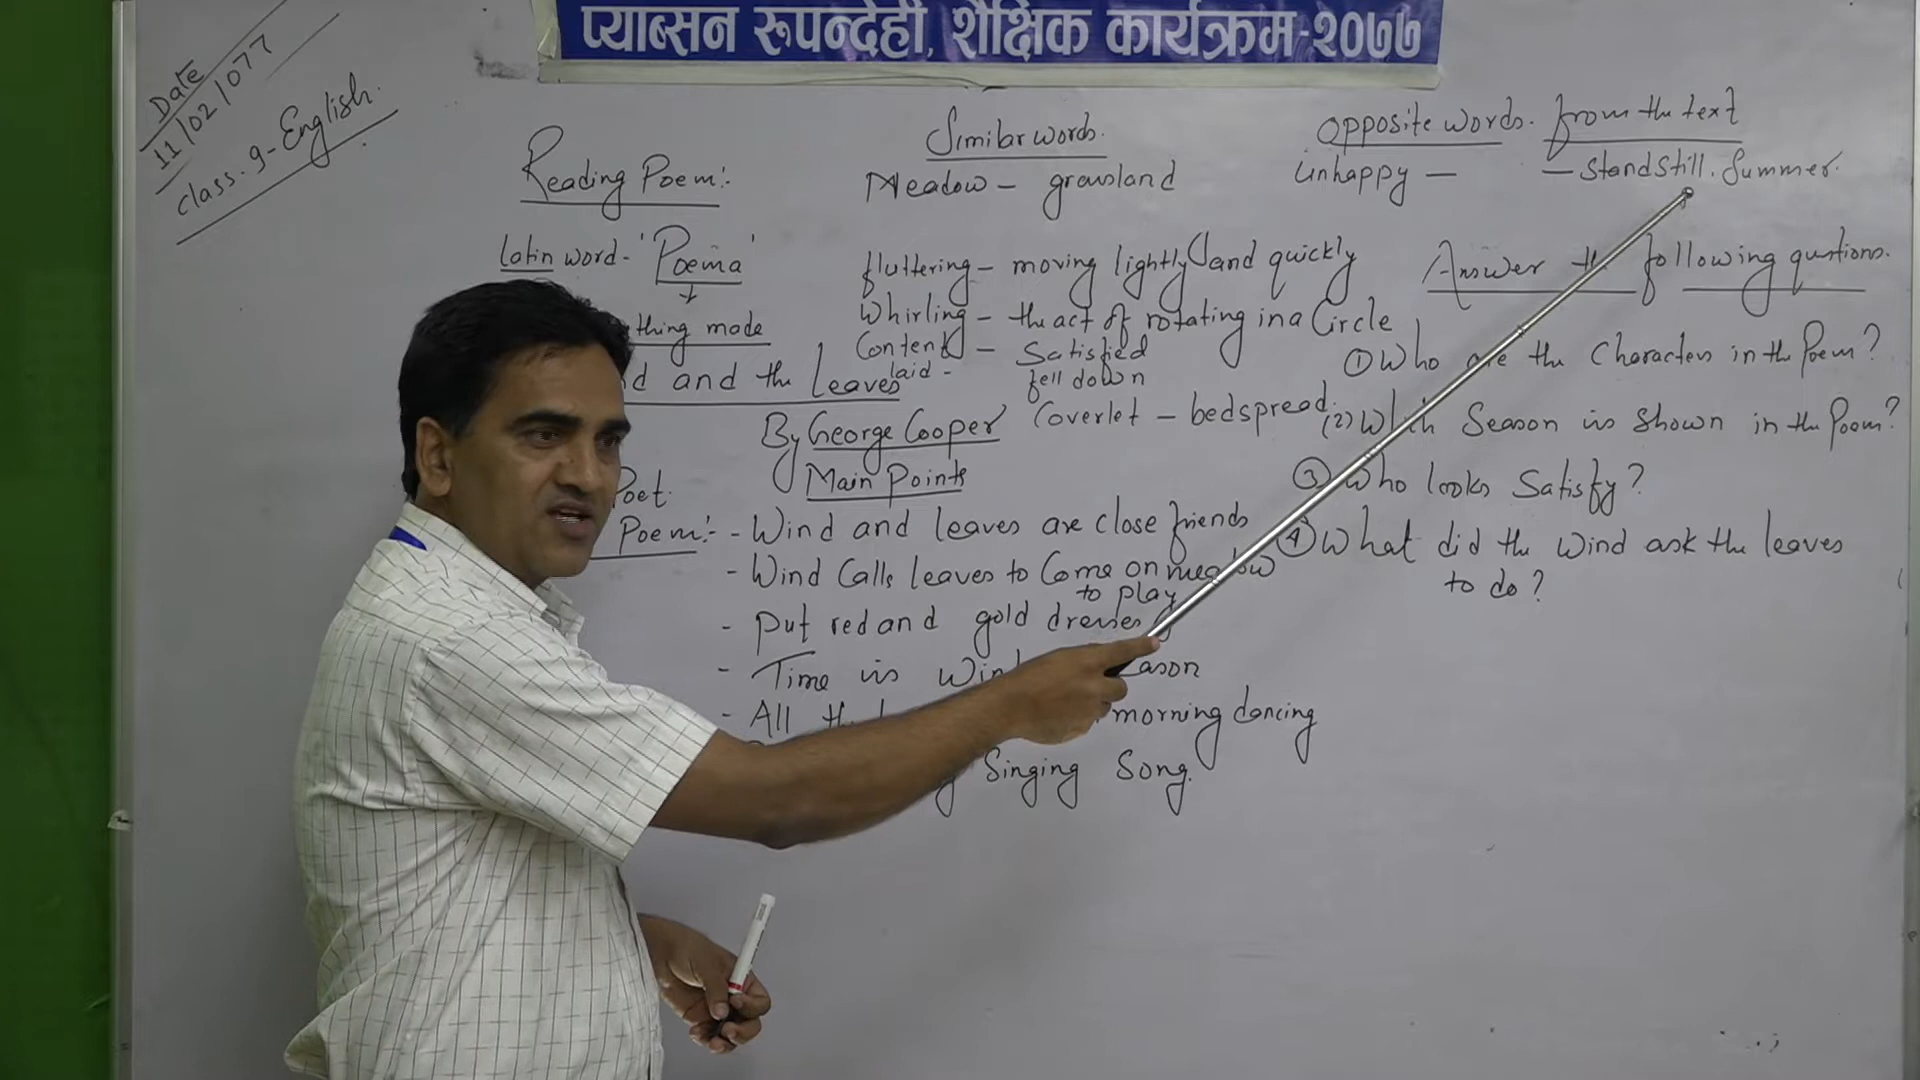 प्याब्सन रुपन्देही, शैक्षिक कार्यक्रम-२०७७
Date
11/02/077
class. 9-English.
Reading Poem:-
Latin word- 'Poema'
thing made
d and the Leaves
By George Cooper
Poet.
Poem:-
Main Points
- Wind and leaves are close friends
- Wind Calls leaves to Come on meadow
to play
- Put red and gold dresses
- Time is Win ason
- All th morning dancing
Singing Song.
Similar words.
Meadow - grassland
fluttering - moving lightly and quickly
Whirling - the act of rotating in a Circle
Content - Satisfied
laid - fell down
Coverlet - bedspread
Opposite words. from the text
Unhappy - - Standstill. Summer.
Answer the following qustions.
① Who are the Characters in the Poem?
(2) Which Season is shown in the Poem?
③ Who looks Satisfy?
④ What did the Wind ask the leaves
to do?